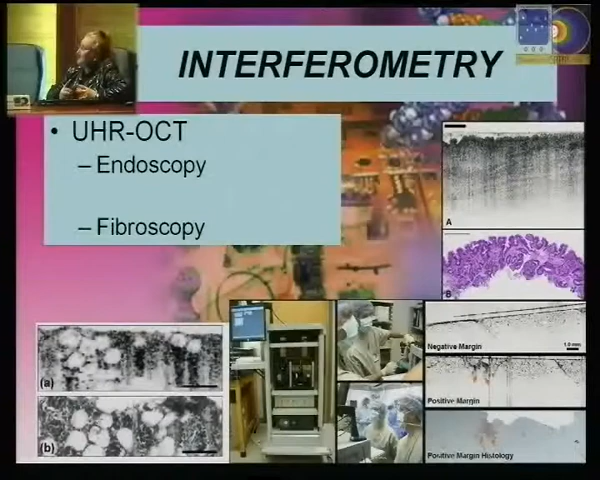 INTERFEROMETRY
• UHR-OCT
– Endoscopy
– Fibroscopy
A
B
Negative Margin
1.0 mm
Positive Margin
Positive Margin Histology
(a)
(b)